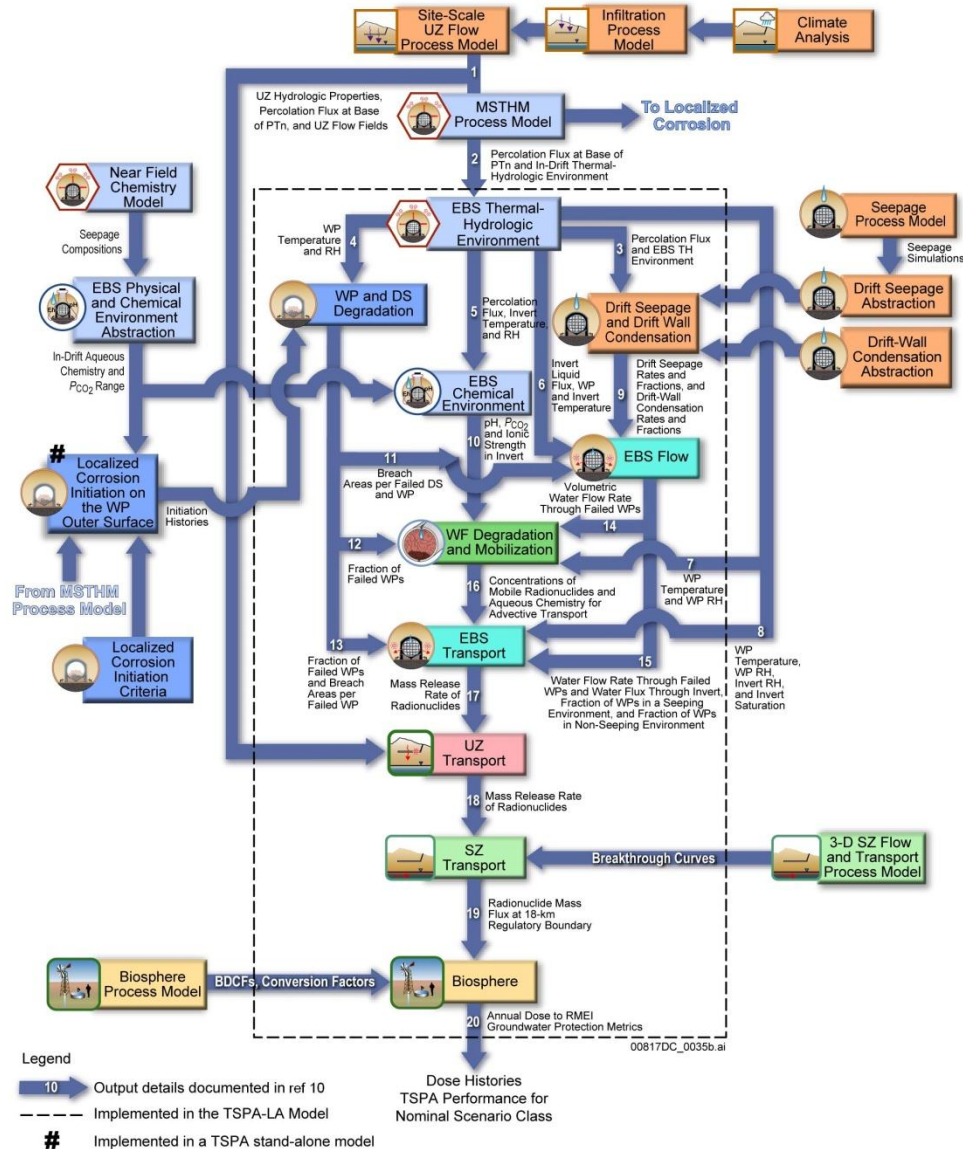 Site-Scale
UZ Flow
Process Model
Infiltration
Process
Model
Climate
Analysis
1
UZ Hydrologic Properties,
Percolation Flux at Base
of PTn, and UZ Flow Fields
MSTHM
Process Model
To Localized
Corrosion
2
Percolation Flux at Base of
PTn and In-Drift Thermal-
Hydrologic Environment
Near Field
Chemistry
Model
Seepage
Compositions
EBS Thermal-
Hydrologic
Environment
Seepage
Process Model
Seepage
Simulations
4
WP
Temperature
and RH
3
Percolation Flux
and EBS TH
Environment
EBS Physical
and Chemical
Environment
Abstraction
WP and DS
Degradation
5
Percolation
Flux, Invert
Temperature,
and RH
Drift Seepage
and Drift Wall
Condensation
Drift Seepage
Abstraction
Drift-Wall
Condensation
Abstraction
In-Drift Aqueous
Chemistry and
PCO2 Range
EBS
Chemical
Environment
6
Invert
Liquid
Flux, WP
and Invert
Temperature
9
Drift Seepage
Rates and
Fractions, and
Drift-Wall
Condensation
Rates and
Fractions
10
pH, PCO2
and Ionic
Strength
in Invert
#
Localized
Corrosion
Initiation on
the WP
Outer Surface
Initiation
Histories
11
Breach
Areas per
Failed DS
and WP
EBS Flow
Volumetric
Water Flow Rate
Through Failed
WPs
14
12
Fraction of
Failed WPs
WF Degradation
and Mobilization
7
WP
Temperature
and WP RH
From MSTHM
Process Model
16
Concentrations of
Mobile Radionuclides and
Aqueous Chemistry for
Advective Transport
Localized
Corrosion
Initiation
Criteria
13
Fraction of
Failed WPs
and Breach
Areas per
Failed WP
EBS
Transport
8
WP
Temperature,
WP RH,
Invert RH,
and Invert
Saturation
15
Water Flow Rate Through Failed
WPs and Water Flux Through Invert,
Fraction of WPs in a Seeping
Environment, and Fraction of WPs
in Non-Seeping Environment
17
Mass Release
Rate of
Radionuclides
UZ
Transport
18
Mass Release Rate
of Radionuclides
SZ
Transport
Breakthrough Curves
3-D SZ Flow
and Transport
Process Model
19
Radionuclide Mass
Flux at 18-km
Regulatory Boundary
Biosphere
Process Model
BDCFs, Conversion Factors
Biosphere
20
Annual Dose to RMEI
Groundwater Protection Metrics
00817DC_0035b.ai
Legend
10 Output details documented in ref 10
Implemented in the TSPA-LA Model
# Implemented in a TSPA stand-alone model
Dose Histories
TSPA Performance for
Nominal Scenario Class